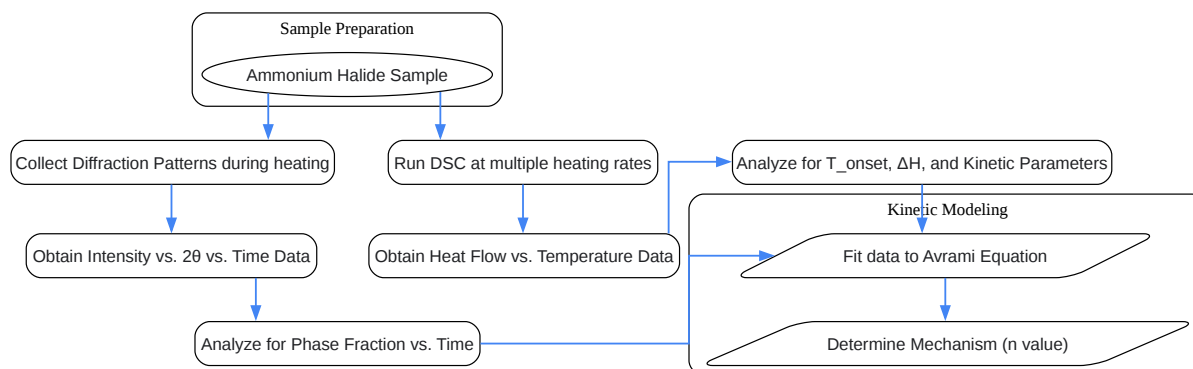 Sample Preparation
Ammonium Halide Sample
Collect Diffraction Patterns during heating
Run DSC at multiple heating rates
Analyze for T_onset, ΔH, and Kinetic Parameters
Kinetic Modeling
Obtain Intensity vs. 2θ vs. Time Data
Obtain Heat Flow vs. Temperature Data
Fit data to Avrami Equation
Analyze for Phase Fraction vs. Time
Determine Mechanism (n value)